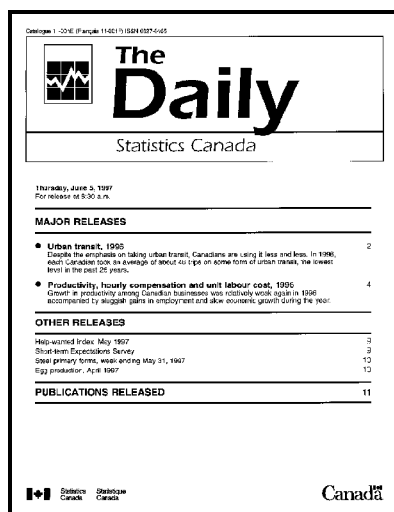 Catalogue 11-001E (Français 11-001F) ISSN 0827-0465
The
Daily
Statistics Canada
Thursday, June 5, 1997
For release at 8:30 a.m.
MAJOR RELEASES
● Urban transit, 1996 2
Despite the emphasis on taking urban transit, Canadians are using it less and less. In 1996,
each Canadian took an average of about 48 trips on some form of urban transit, the lowest
level in the past 25 years.
● Productivity, hourly compensation and unit labour cost, 1996 4
Growth in productivity among Canadian businesses was relatively weak again in 1996
accompanied by sluggish gains in employment and slow economic growth during the year.
OTHER RELEASES
Help-wanted Index, May 1997 9
Short-term Expectations Survey 9
Steel primary forms, week ending May 31, 1997 10
Egg production, April 1997 10
PUBLICATIONS RELEASED 11
Statistics Statistique
Canada Canada
Canada